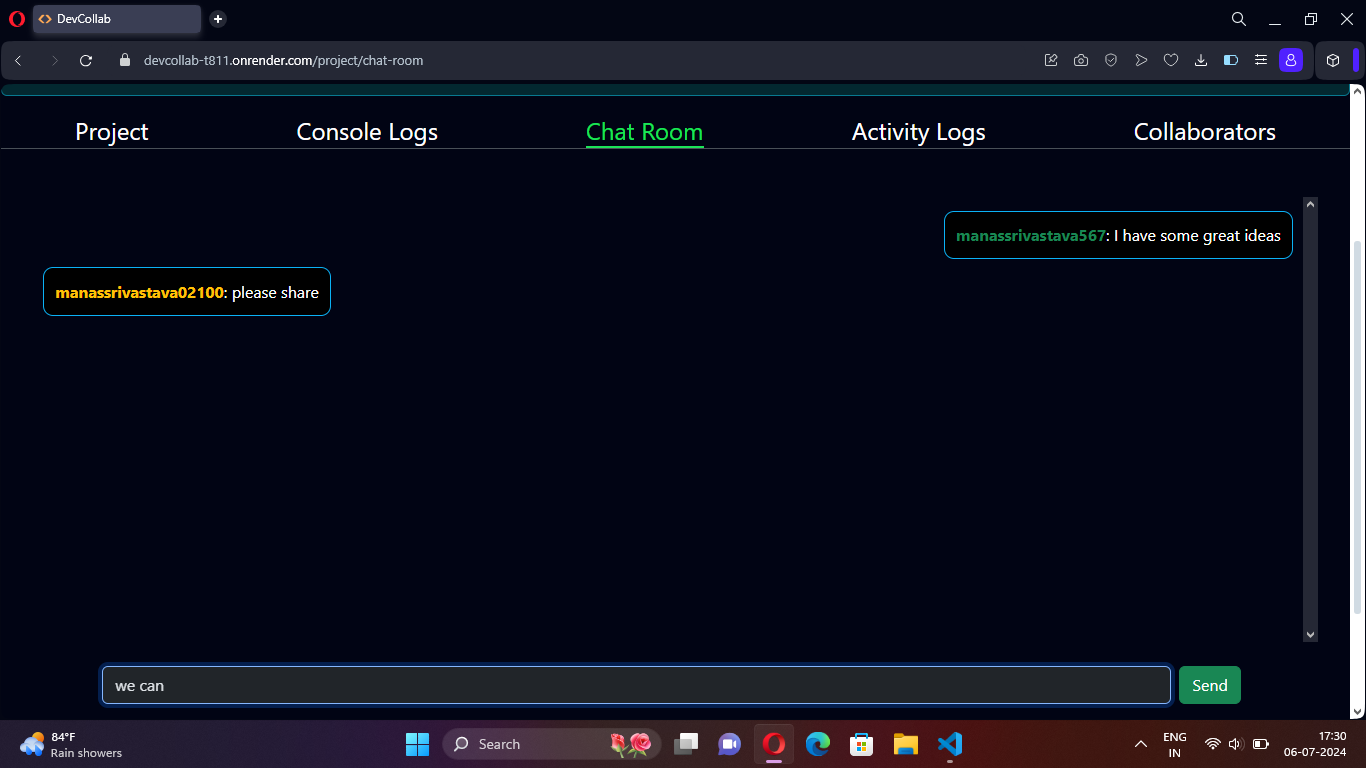 DevCollab
devcollab-t811.onrender.com/project/chat-room
Project
Console Logs
Chat Room
Activity Logs
Collaborators
manassrivastava567: I have some great ideas
manassrivastava02100: please share
we can
Send
84°F
Rain showers
Search
ENG
IN
17:30
06-07-2024